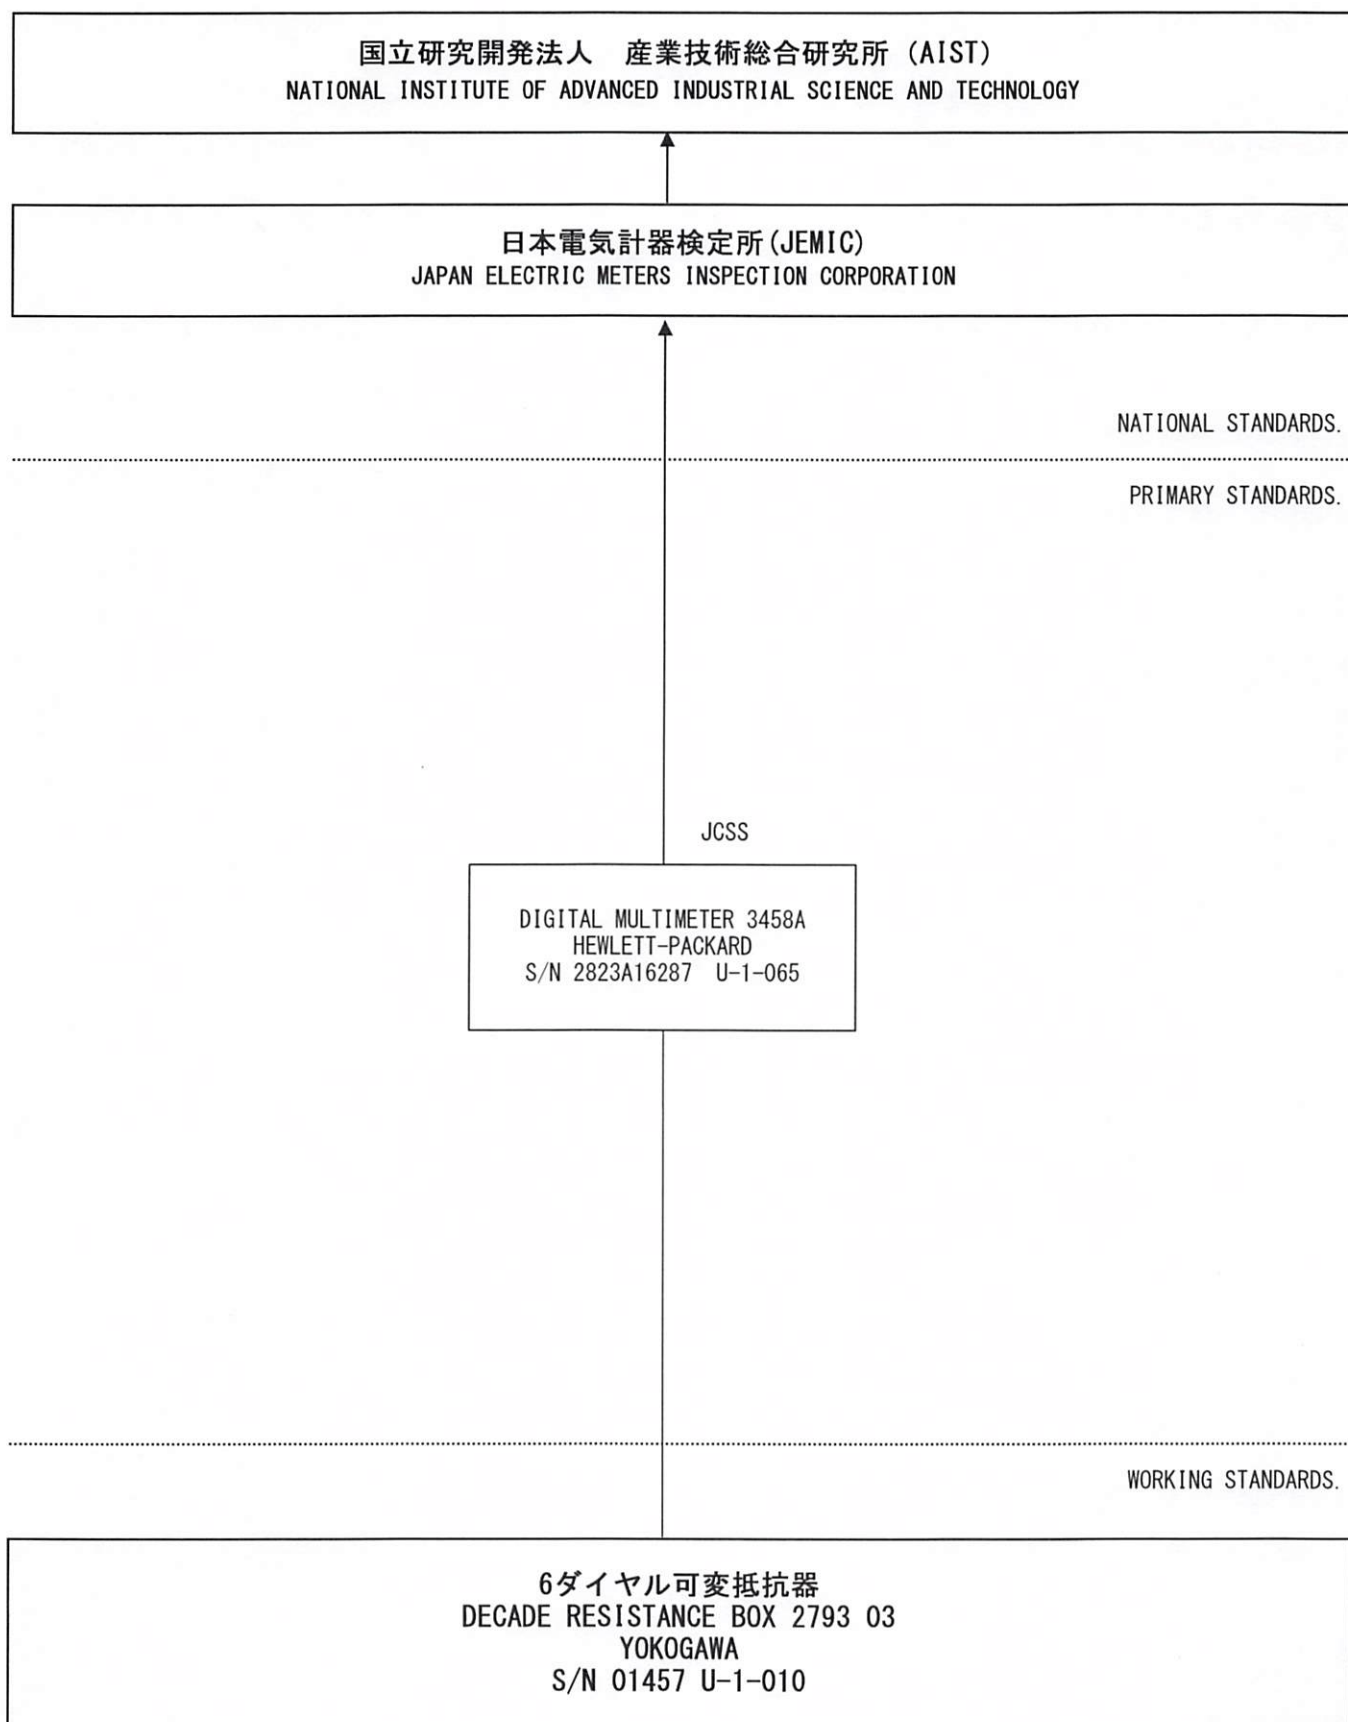 国立研究開発法人　産業技術総合研究所 (AIST)
NATIONAL INSTITUTE OF ADVANCED INDUSTRIAL SCIENCE AND TECHNOLOGY
日本電気計器検定所(JEMIC)
JAPAN ELECTRIC METERS INSPECTION CORPORATION
NATIONAL STANDARDS.
PRIMARY STANDARDS.
JCSS
DIGITAL MULTIMETER 3458A
HEWLETT-PACKARD
S/N 2823A16287 U-1-065
WORKING STANDARDS.
6ダイヤル可変抵抗器
DECADE RESISTANCE BOX 2793 03
YOKOGAWA
S/N 01457 U-1-010